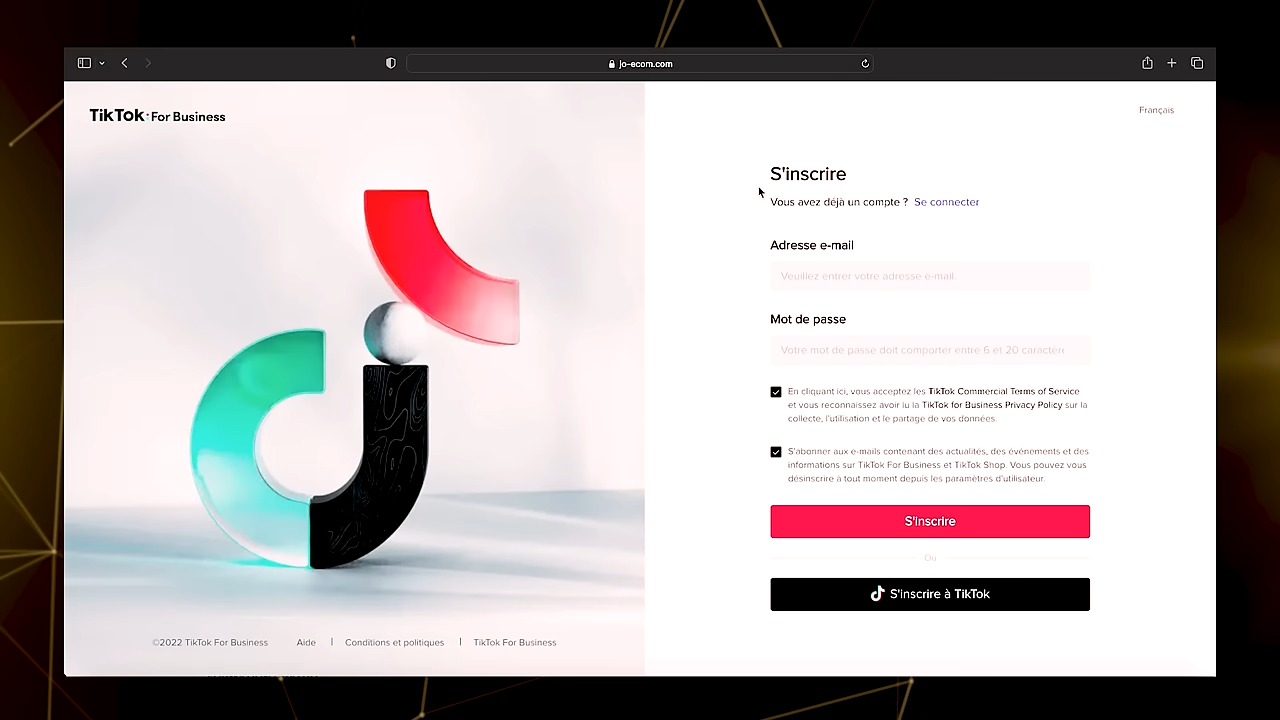 jo-ecom.com
TikTok: For Business
Français
S'inscrire
Vous avez déjà un compte ? Se connecter
Adresse e-mail
Veuillez entrer votre adresse e-mail.
Mot de passe
Votre mot de passe doit comporter entre 6 et 20 caractère
En cliquant ici, vous acceptez les TikTok Commercial Terms of Service
et vous reconnaissez avoir lu la TikTok for Business Privacy Policy sur la
collecte, l'utilisation et le partage de vos données.
S'abonner aux e-mails contenant des actualités, des événements et des
informations sur TikTok For Business et TikTok Shop. Vous pouvez vous
désinscrire à tout moment depuis les paramètres d'utilisateur.
S'inscrire
Ou
S'inscrire à TikTok
©2022 TikTok For Business Aide | Conditions et politiques | TikTok For Business